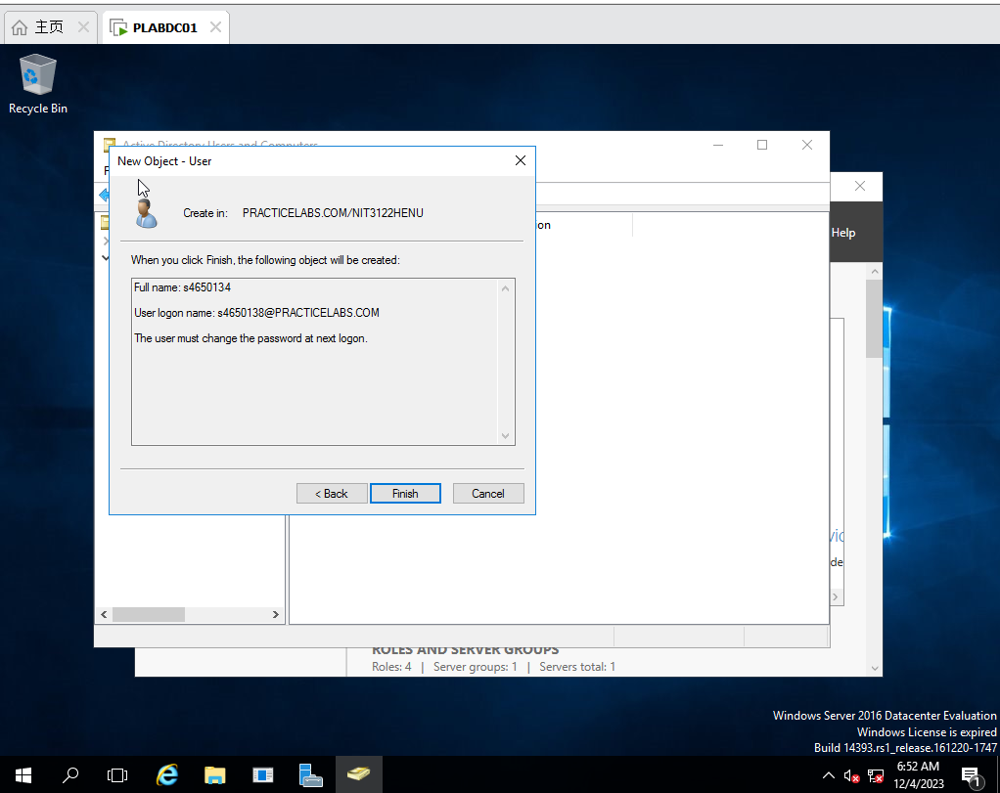 主页
PLABDC01
Recycle Bin
Active Directory Users and Computers
New Object - User
Create in: PRACTICELABS.COM/NIT3122HENU
ion
Help
When you click Finish, the following object will be created:
Full name: s4650134
User logon name: s4650138@PRACTICELABS.COM
The user must change the password at next logon.
< Back
Finish
Cancel
de
ROLES AND SERVER GROUPS
Roles: 4 | Server groups: 1 | Servers total: 1
Windows Server 2016 Datacenter Evaluation
Windows License is expired
Build 14393.rs1_release.161220-1747
6:52 AM
12/4/2023
1